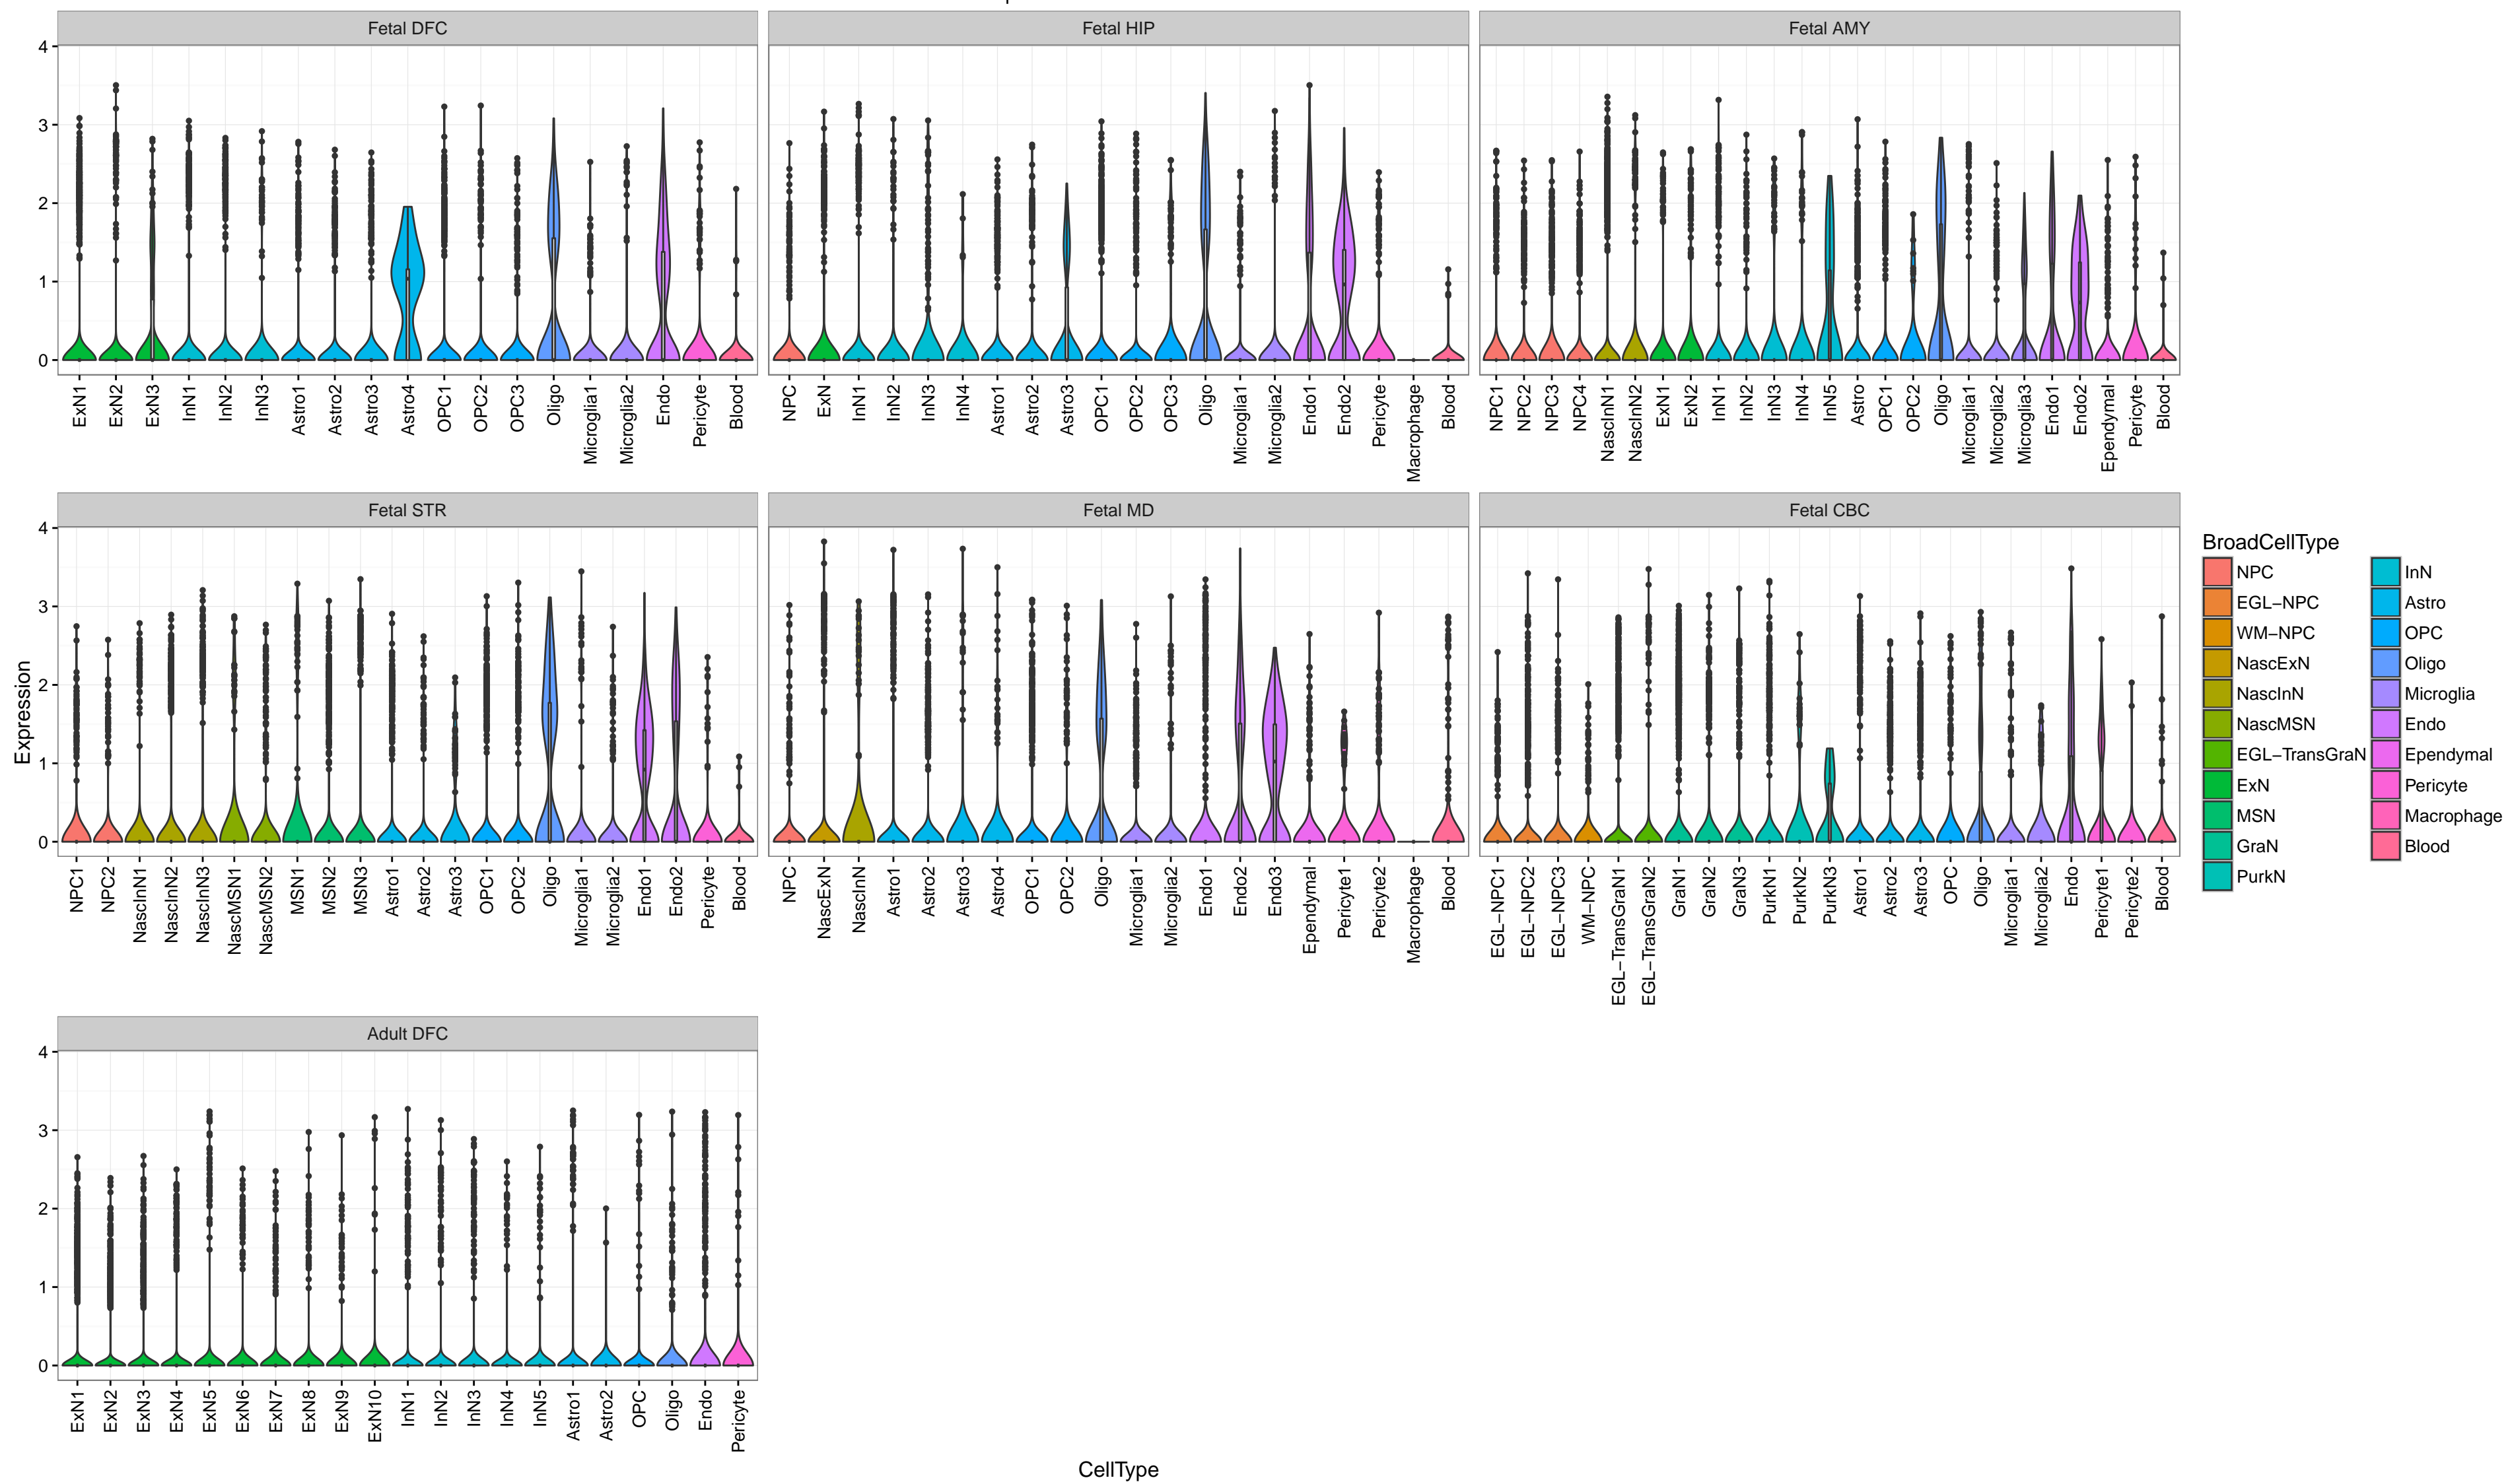 Fetal DFC
Fetal HIP
Fetal AMY
4
3
2
1
0
ExN1 ExN2 ExN3 InN1 InN2 InN3 Astro1 Astro2 Astro3 Astro4 OPC1 OPC2 OPC3 Oligo Microglia1 Microglia2 Endo Pericyte Blood
NPC ExN InN1 InN2 InN3 InN4 Astro1 Astro2 Astro3 OPC1 OPC2 OPC3 Oligo Microglia1 Microglia2 Endo1 Endo2 Pericyte Macrophage Blood
NPC1 NPC2 NPC3 NPC4 NascInN1 NascInN2 ExN1 ExN2 InN1 InN2 InN3 InN4 InN5 Astro OPC1 OPC2 Oligo Microglia1 Microglia2 Microglia3 Endo1 Endo2 Ependymal Pericyte Blood
Fetal STR
Fetal MD
Fetal CBC
4
3
2
1
0
Expression
NPC1 NPC2 NascInN1 NascInN2 NascInN3 NascMSN1 NascMSN2 MSN1 MSN2 MSN3 Astro1 Astro2 Astro3 OPC1 OPC2 Oligo Microglia1 Microglia2 Endo1 Endo2 Pericyte Blood
NPC NascExN NascInN Astro1 Astro2 Astro3 Astro4 OPC1 OPC2 Oligo Microglia1 Microglia2 Endo1 Endo2 Endo3 Ependymal Pericyte1 Pericyte2 Macrophage Blood
EGL−NPC1 EGL−NPC2 EGL−NPC3 WM−NPC EGL−TransGraN1 EGL−TransGraN2 GraN1 GraN2 GraN3 PurkN1 PurkN2 PurkN3 Astro1 Astro2 Astro3 OPC Oligo Microglia1 Microglia2 Endo Pericyte1 Pericyte2 Blood
BroadCellType
NPC
EGL−NPC
WM−NPC
NascExN
NascInN
NascMSN
EGL−TransGraN
ExN
MSN
GraN
PurkN
InN
Astro
OPC
Oligo
Microglia
Endo
Ependymal
Pericyte
Macrophage
Blood
Adult DFC
4
3
2
1
0
ExN1 ExN2 ExN3 ExN4 ExN5 ExN6 ExN7 ExN8 ExN9 ExN10 InN1 InN2 InN3 InN4 InN5 Astro1 Astro2 OPC Oligo Endo Pericyte
CellType